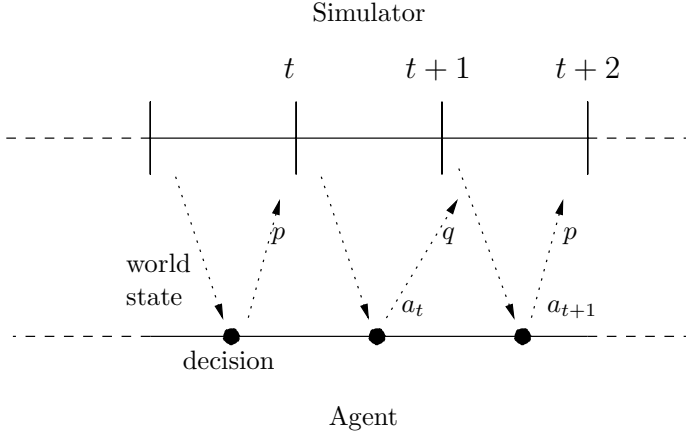 Simulator
t
t + 1
t + 2
p
q
p
world
state
a_t
a_{t+1}
decision
Agent